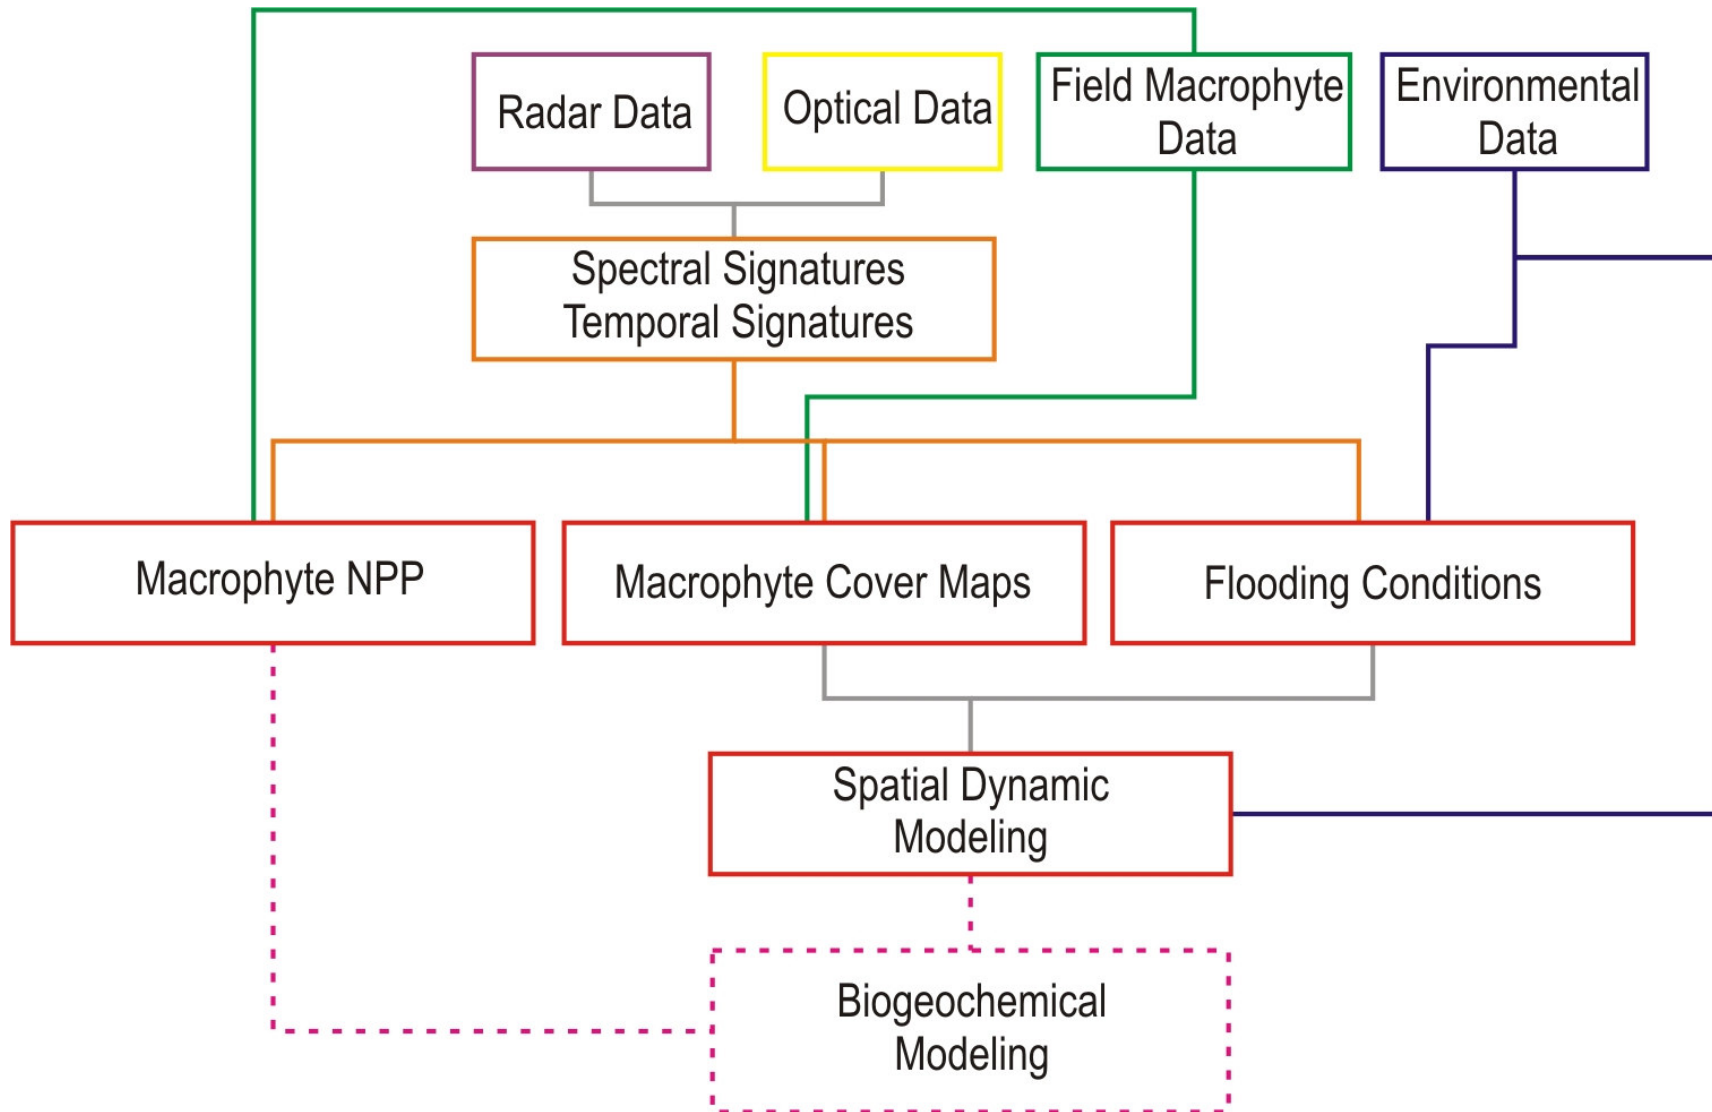 Radar Data
Optical Data
Field Macrophyte
Data
Environmental
Data
Spectral Signatures
Temporal Signatures
Macrophyte NPP
Macrophyte Cover Maps
Flooding Conditions
Spatial Dynamic
Modeling
Biogeochemical
Modeling